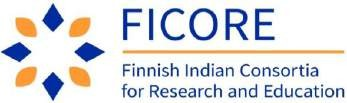 FICORE
Finnish Indian Consortia
for Research and Education